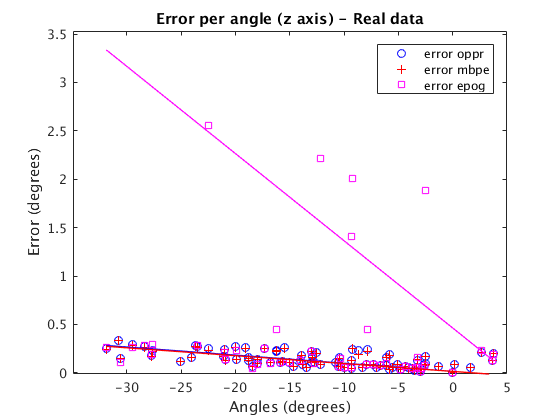 Error per angle (z axis) - Real data
error oppr
error mbpe
error epog
3.5
3
2.5
2
1.5
1
0.5
0
Error (degrees)
-30 -25 -20 -15 -10 -5 0 5
Angles (degrees)